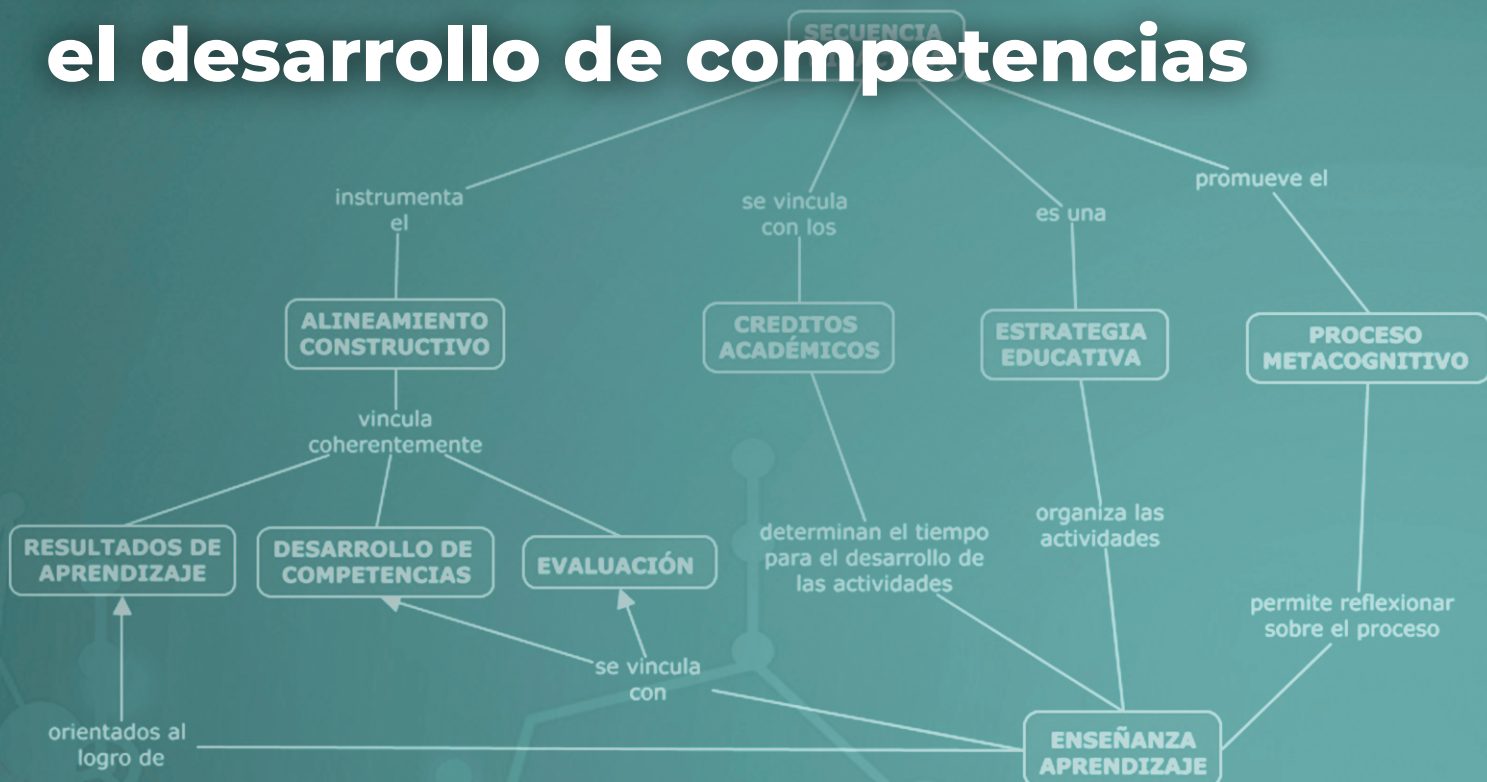 el desarrollo de competencias
SECUENCIA
instrumenta
el
se vincula
con los
es una
promueve el
ALINEAMIENTO
CONSTRUCTIVO
CREDITOS
ACADÉMICOS
ESTRATEGIA
EDUCATIVA
PROCESO
METACOGNITIVO
vincula
coherentemente
RESULTADOS DE
APRENDIZAJE
DESARROLLO DE
COMPETENCIAS
EVALUACIÓN
determinan el tiempo
para el desarrollo de
las actividades
organiza las
actividades
permite reflexionar
sobre el proceso
se vincula
con
orientados al
logro de
ENSEÑANZA
APRENDIZAJE